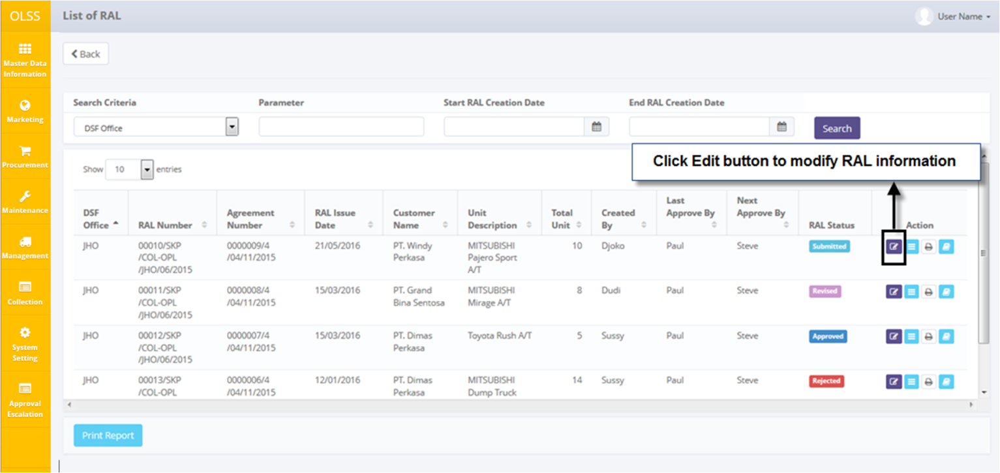 OLSS
List of RAL
User Name
Master Data
Information
Marketing
Procurement
Maintenance
Management
Collection
System
Setting
Approval
Escalation
Back
Search Criteria
Parameter
Start RAL Creation Date
End RAL Creation Date
DSF Office
Search
Click Edit button to modify RAL information
Show 10 entries
DSF
Office
RAL Number
Agreement
Number
RAL Issue
Date
Customer
Name
Unit
Description
Total
Unit
Created
By
Last
Approve By
Next
Approve By
RAL Status
Action
JHO 00010/SKP 0000009/4 21/05/2016 PT. Windy MITSUBISHI 10 Djoko Paul Steve Submitted
/COL-OPL /04/11/2015 Perkasa Pajero Sport
/JHO/06/2015 A/T
JHO 00011/SKP 0000008/4 15/03/2016 PT. Grand MITSUBISHI 8 Dudi Paul Steve Revised
/COL-OPL /04/11/2015 Bina Sentosa Mirage A/T
/JHO/06/2015
JHO 00012/SKP 0000007/4 15/03/2016 PT. Dimas Toyota Rush A/T 5 Sussy Paul Steve Approved
/COL-OPL /04/11/2015 Perkasa
/JHO/06/2015
JHO 00013/SKP 0000006/4 12/01/2016 PT. Dimas MITSUBISHI 14 Sussy Paul Steve Rejected
/COL-OPL /04/11/2015 Perkasa Dump Truck
Print Report